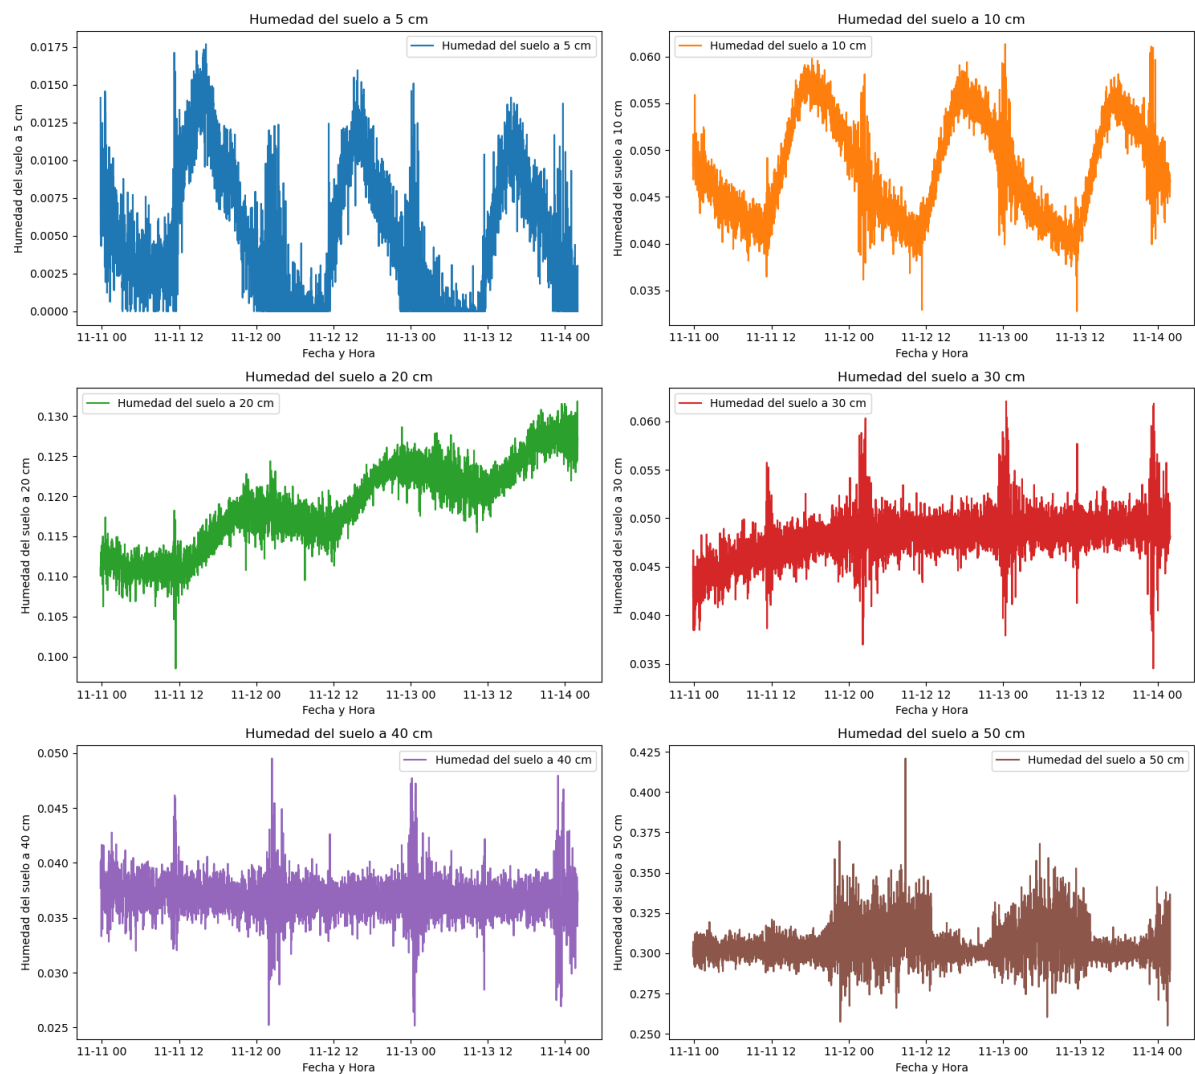 Humedad del suelo a 5 cm
Humedad del suelo a 5 cm
Humedad del suelo a 5 cm
0.0175
0.0150
0.0125
0.0100
0.0075
0.0050
0.0025
0.0000
11-11 00 11-11 12 11-12 00 11-12 12 11-13 00 11-13 12 11-14 00
Fecha y Hora
Humedad del suelo a 10 cm
Humedad del suelo a 10 cm
Humedad del suelo a 10 cm
0.060
0.055
0.050
0.045
0.040
0.035
11-11 00 11-11 12 11-12 00 11-12 12 11-13 00 11-13 12 11-14 00
Fecha y Hora
Humedad del suelo a 20 cm
Humedad del suelo a 20 cm
Humedad del suelo a 20 cm
0.130
0.125
0.120
0.115
0.110
0.105
0.100
11-11 00 11-11 12 11-12 00 11-12 12 11-13 00 11-13 12 11-14 00
Fecha y Hora
Humedad del suelo a 30 cm
Humedad del suelo a 30 cm
Humedad del suelo a 30 cm
0.060
0.055
0.050
0.045
0.040
0.035
11-11 00 11-11 12 11-12 00 11-12 12 11-13 00 11-13 12 11-14 00
Fecha y Hora
Humedad del suelo a 40 cm
Humedad del suelo a 40 cm
Humedad del suelo a 40 cm
0.050
0.045
0.040
0.035
0.030
0.025
11-11 00 11-11 12 11-12 00 11-12 12 11-13 00 11-13 12 11-14 00
Fecha y Hora
Humedad del suelo a 50 cm
Humedad del suelo a 50 cm
Humedad del suelo a 50 cm
0.425
0.400
0.375
0.350
0.325
0.300
0.275
0.250
11-11 00 11-11 12 11-12 00 11-12 12 11-13 00 11-13 12 11-14 00
Fecha y Hora